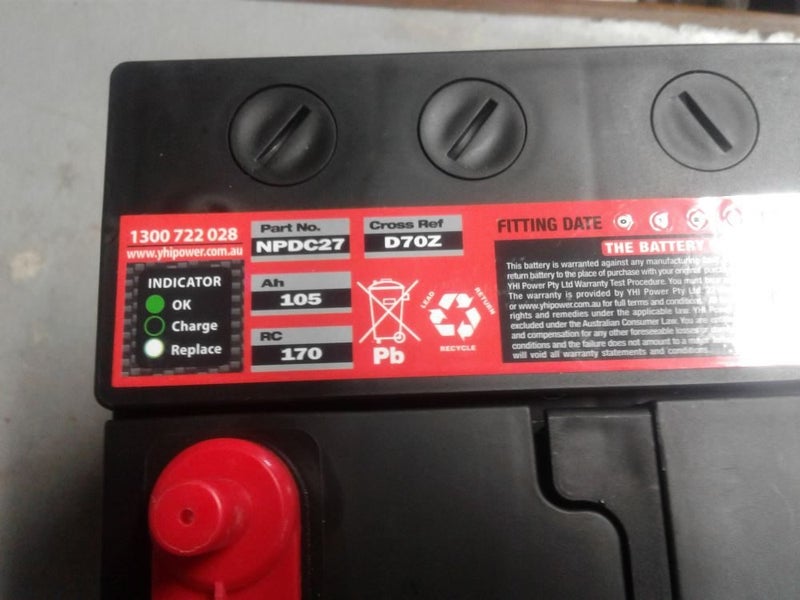 1300 722 028
www.yhipower.com.au
INDICATOR
OK
Charge
Replace
Part No.
NPDC27
Cross Ref
D70Z
Ah
105
RC
170
Pb
LEAD
RETURN
RECYCLE
FITTING DATE
THE BATTERY
This battery is warranted against any manufacturing
return battery to the place of purchase with your original
YHI Power Pty Ltd Warranty Test Procedure. You must
The warranty is provided by YHI Power Pty Ltd
or www.yhipower.com.au for full terms and conditions.
rights and remedies under the applicable law. YHI
excluded under the Australian Consumer Law. You are
and compensation for any other foreseeable losses or
conditions and the failure does not amount to a major
will void all warranty statements and conditions.